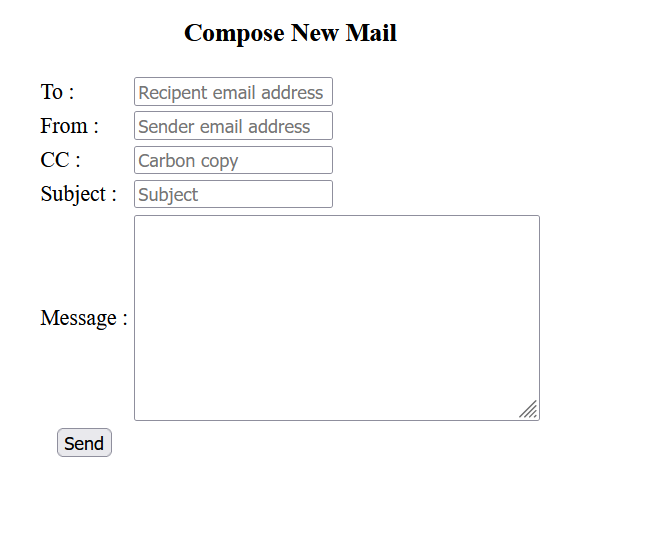 Compose New Mail
To : Recipent email address
From : Sender email address
CC : Carbon copy
Subject : Subject
Message :
Send